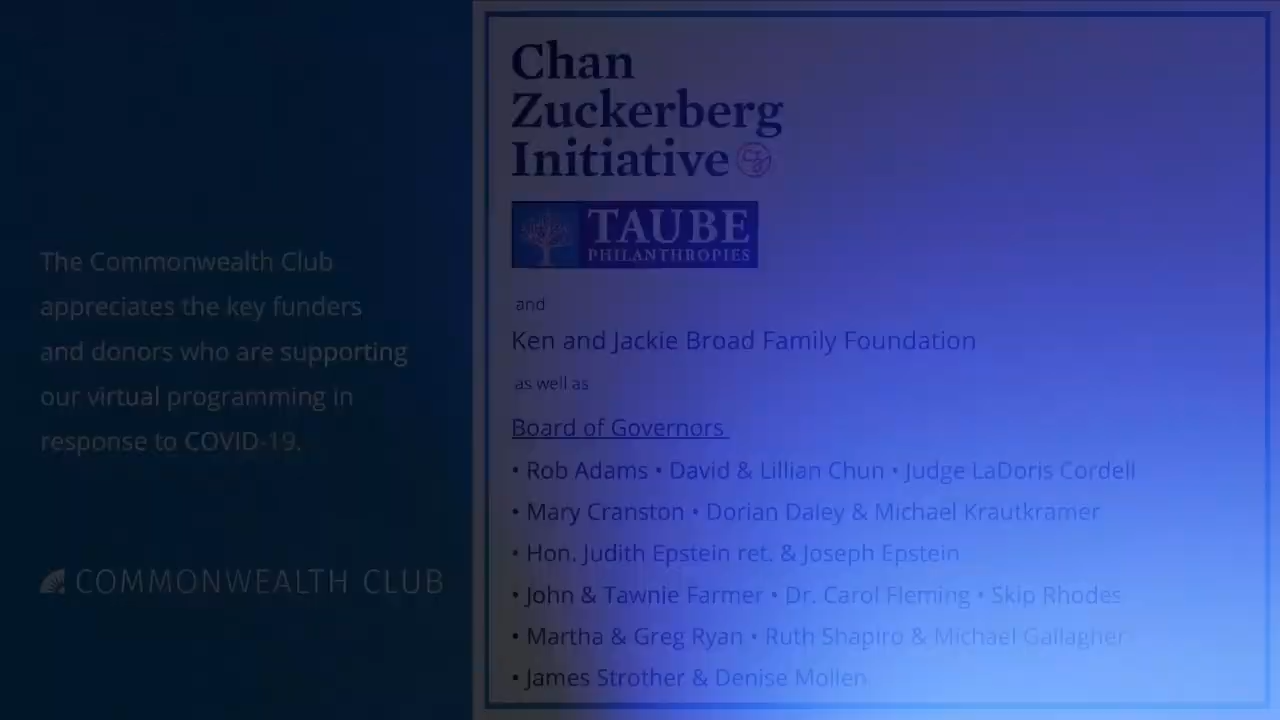 The Commonwealth Club
appreciates the key funders
and donors who are supporting
our virtual programming in
response to COVID-19.
COMMONWEALTH CLUB
Chan
Zuckerberg
Initiative
TAUBE
PHILANTHROPIES
and
Ken and Jackie Broad Family Foundation
as well as
Board of Governors
• Rob Adams • David & Lillian Chun • Judge LaDoris Cordell
• Mary Cranston • Dorian Daley & Michael Krautkramer
• Hon. Judith Epstein ret. & Joseph Epstein
• John & Tawnie Farmer • Dr. Carol Fleming • Skip Rhodes
• Martha & Greg Ryan • Ruth Shapiro & Michael Gallagher
• James Strother & Denise Mollen